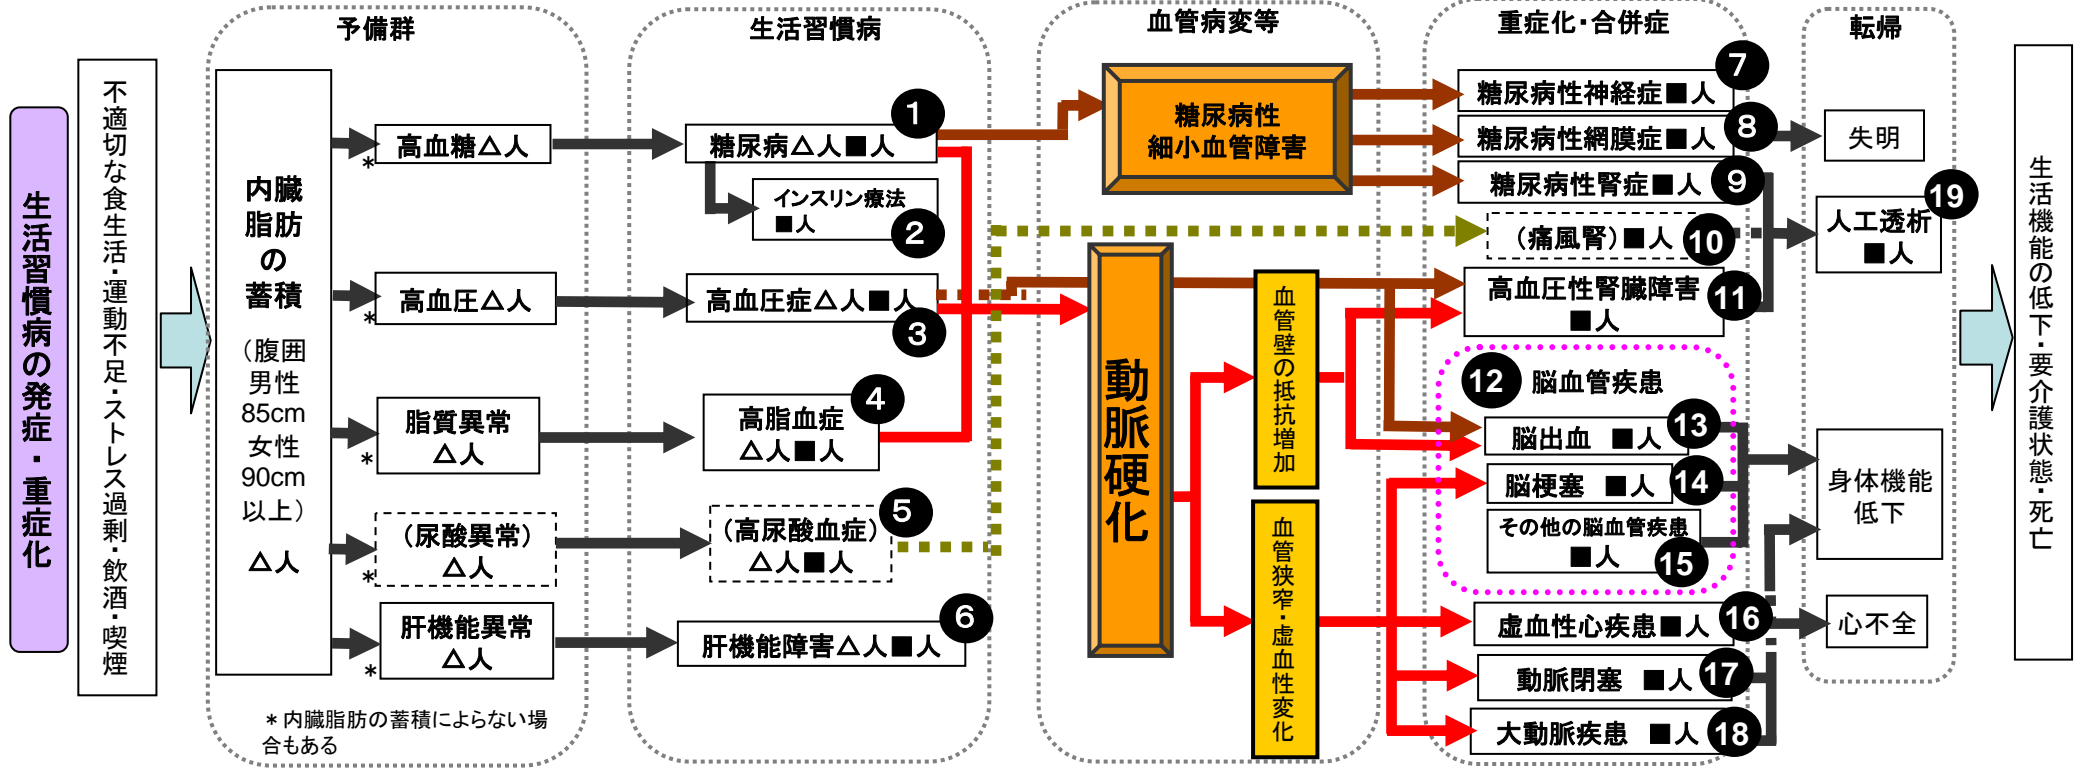 生活習慣病の発症・重症化
不適切な食生活・運動不足・ストレス過剰・飲酒・喫煙
予備群
内臓
脂肪
の
蓄積
（腹囲
男性
85cm
女性
90cm
以上）
△人
*
高血糖△人
*
高血圧△人
*
脂質異常
△人
*
（尿酸異常）
△人
*
肝機能異常
△人
＊内臓脂肪の蓄積によらない場
合もある
生活習慣病
1
糖尿病△人■人
インスリン療法
■人
2
高血圧症△人■人
3
4
高脂血症
△人■人
5
（高尿酸血症）
△人■人
6
肝機能障害△人■人
血管病変等
糖尿病性
細小血管障害
動脈硬化
血管壁の抵抗増加
血管狭窄・虚血性変化
重症化・合併症
7
糖尿病性神経症■人
糖尿病性網膜症■人 8
糖尿病性腎症■人 9
（痛風腎）■人 10
高血圧性腎臓障害
■人
11
12 脳血管疾患
脳出血 ■人 13
脳梗塞 ■人 14
その他の脳血管疾患
■人
15
虚血性心疾患■人 16
動脈閉塞 ■人 17
大動脈疾患 ■人 18
転帰
失明
19
人工透析
■人
身体機能
低下
心不全
生活機能の低下・要介護状態・死亡